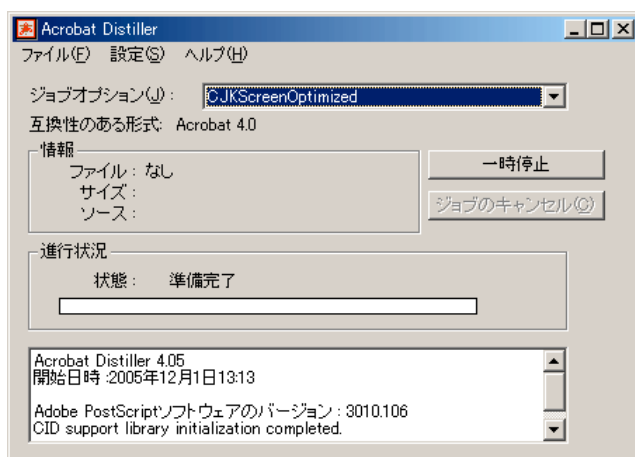 Acrobat Distiller
ファイル(F) 設定(S) ヘルプ(H)
ジョブオプション(J) : CJKScreenOptimized
互換性のある形式: Acrobat 4.0
情報
ファイル : なし
サイズ :
ソース :
一時停止
ジョブのキャンセル(C)
進行状況
状態 : 準備完了
Acrobat Distiller 4.05
開始日時 :2005年12月1日13:13
Adobe PostScriptソフトウェアのバージョン : 3010.106
CID support library initialization completed.